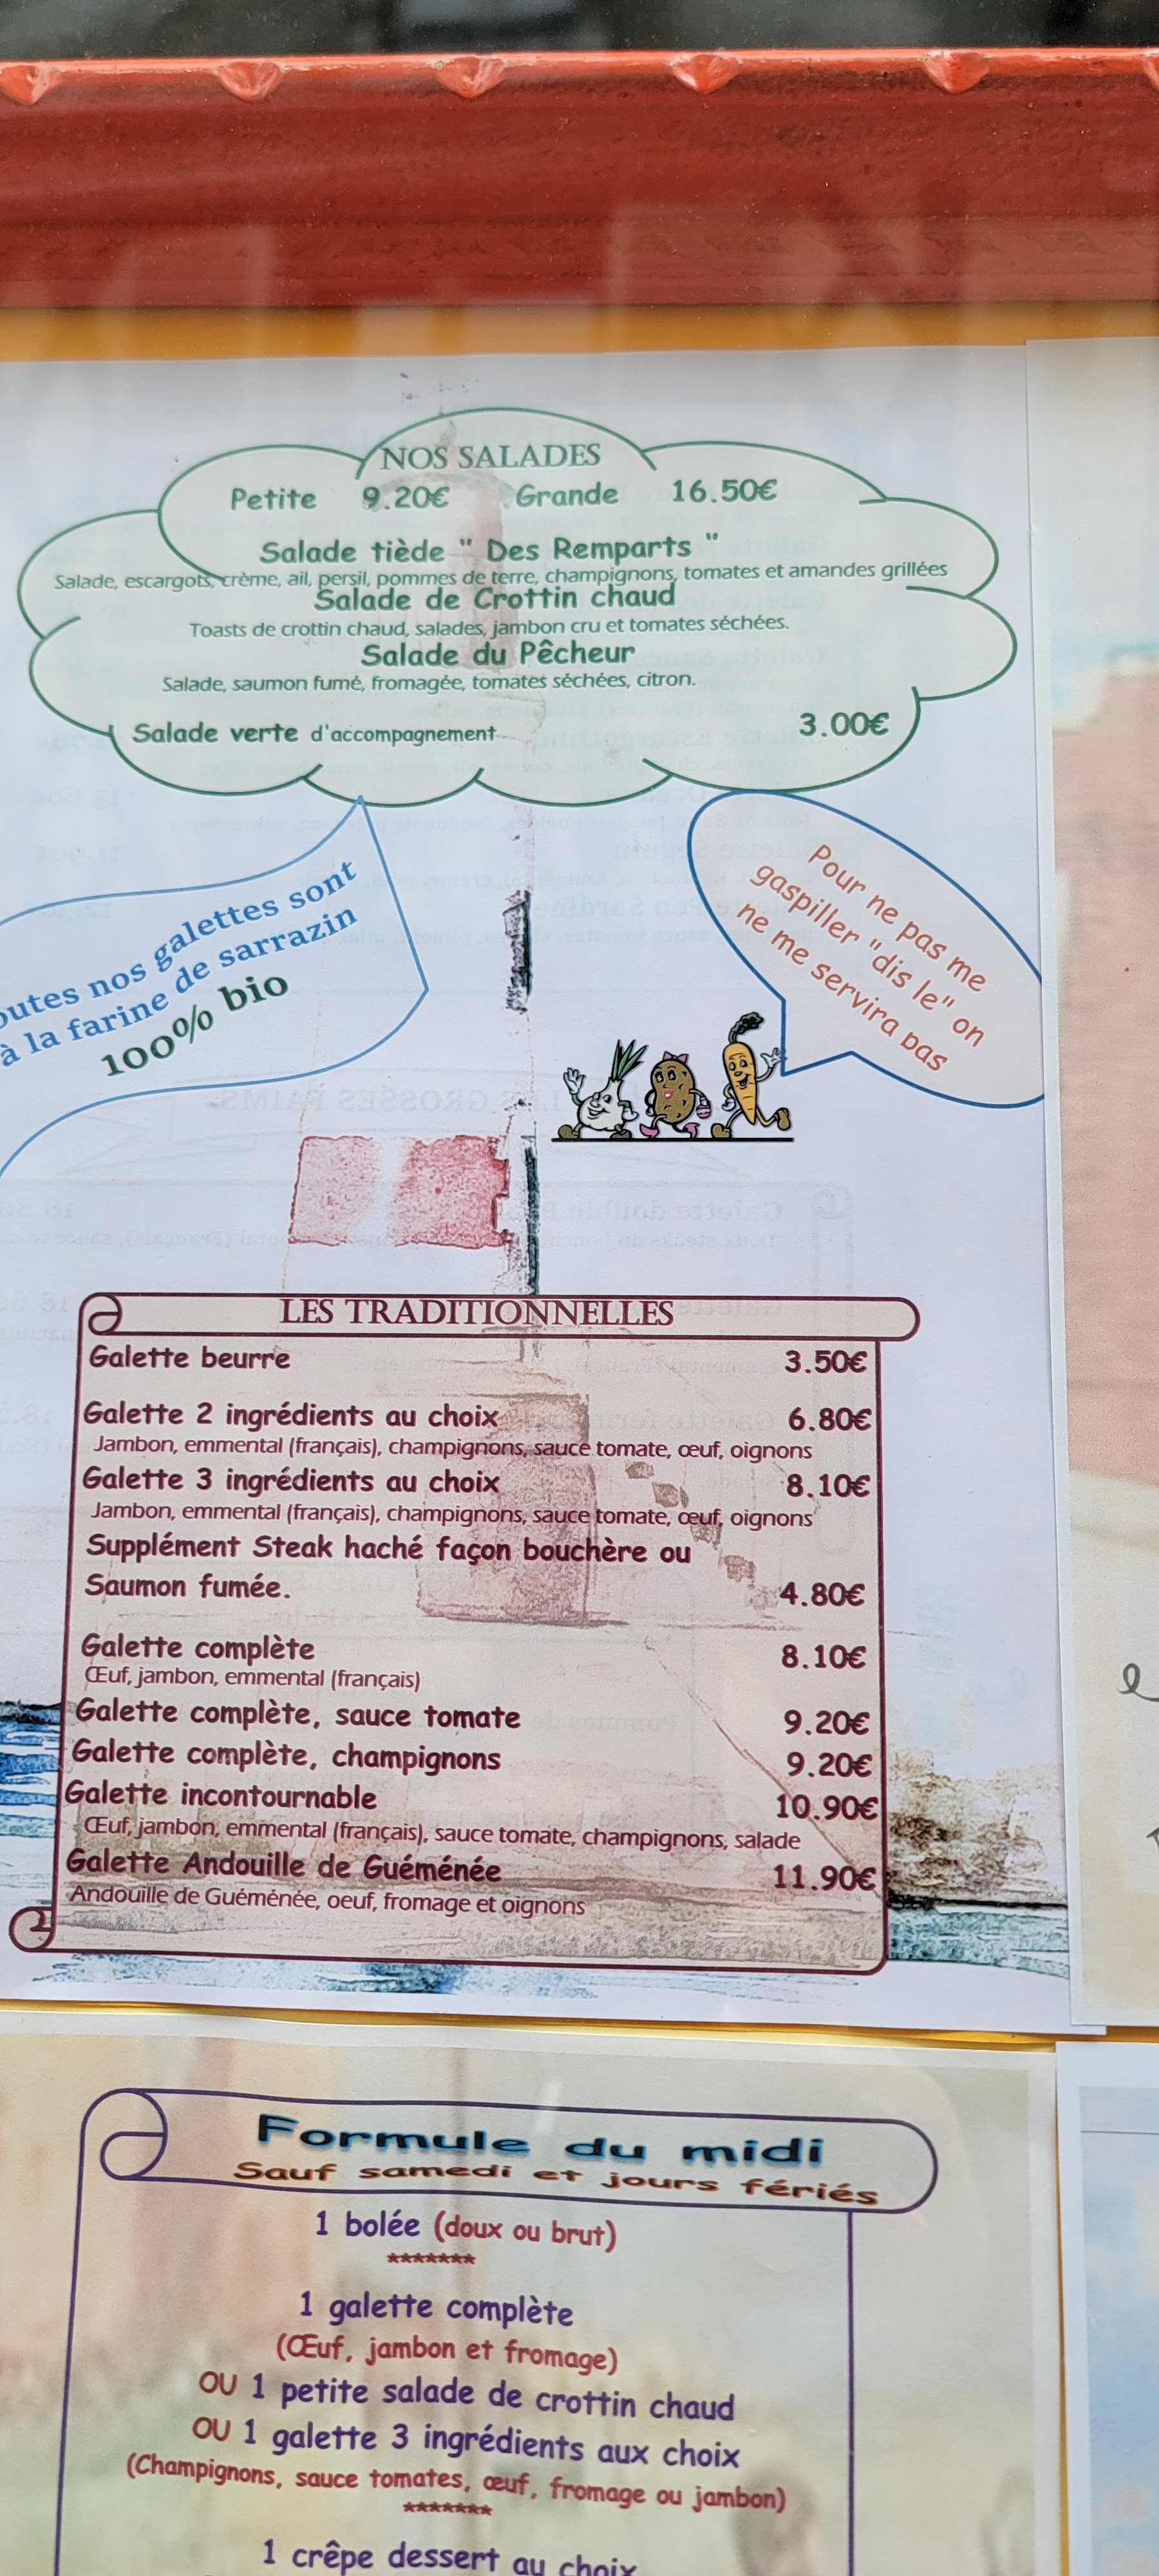 NOS SALADES
Petite 9.20€ Grande 16.50€
Salade tiède " Des Remparts "
Salade, escargots, crème, ail, persil, pommes de terre, champignons, tomates et amandes grillées
Salade de Crottin chaud
Toasts de crottin chaud, salades, jambon cru et tomates séchées.
Salade du Pêcheur
Salade, saumon fumé, fromagée, tomates séchées, citron.
Salade verte d'accompagnement 3.00€
outes nos galettes sont
à la farine de sarrazin
100% bio
Pour ne pas me
gaspiller "dis le" on
ne me servira pas
LES TRADITIONNELLES
Galette beurre 3.50€
Galette 2 ingrédients au choix 6.80€
Jambon, emmental (français), champignons, sauce tomate, œuf, oignons
Galette 3 ingrédients au choix 8.10€
Jambon, emmental (français), champignons, sauce tomate, œuf, oignons
Supplément Steak haché façon bouchère ou
Saumon fumée. 4.80€
Galette complète 8.10€
Œuf, jambon, emmental (français)
Galette complète, sauce tomate 9.20€
Galette complète, champignons 9.20€
Galette incontournable 10.90€
Œuf, jambon, emmental (français), sauce tomate, champignons, salade
Galette Andouille de Guéménée 11.90€
Andouille de Guéménée, oeuf, fromage et oignons
Formule du midi
Sauf samedi et jours fériés
1 bolée (doux ou brut)
*******
1 galette complète
(Œuf, jambon et fromage)
OU 1 petite salade de crottin chaud
OU 1 galette 3 ingrédients aux choix
(Champignons, sauce tomates, œuf, fromage ou jambon)
*******
1 crêpe dessert au choix